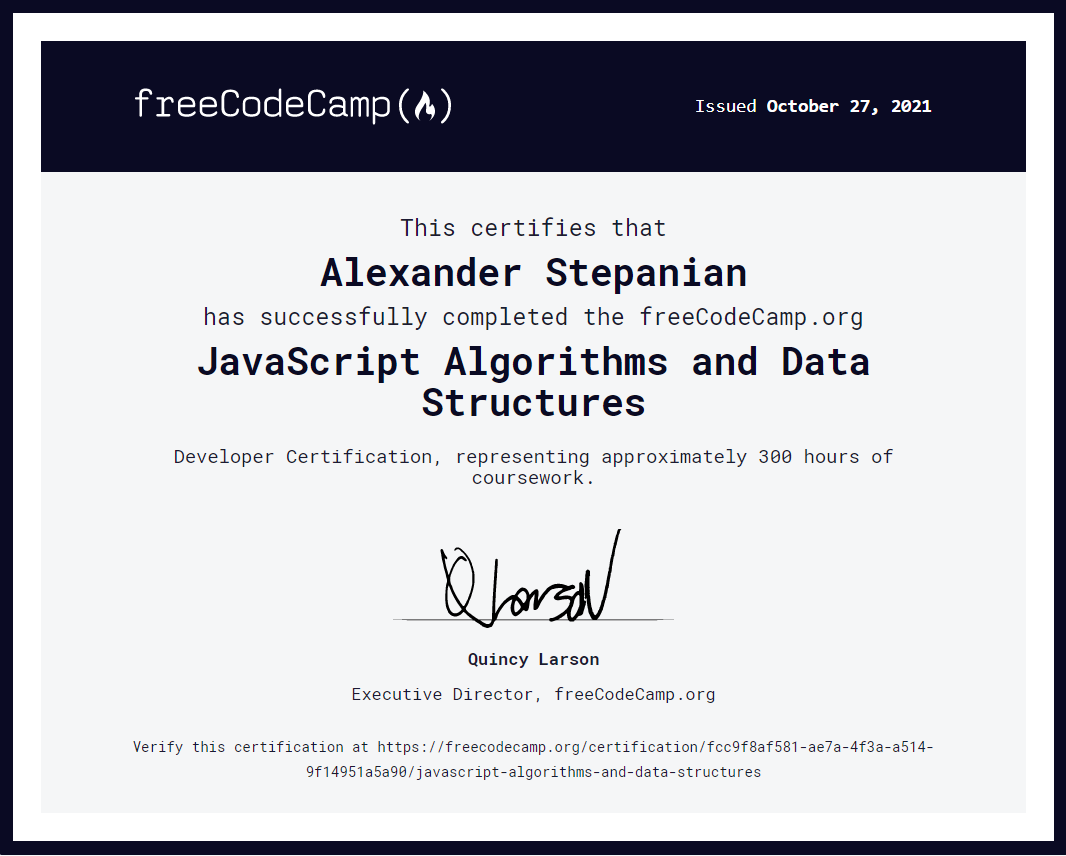 freeCodeCamp
Issued October 27, 2021
This certifies that
Alexander Stepanian
has successfully completed the freeCodeCamp.org
JavaScript Algorithms and Data
Structures
Developer Certification, representing approximately 300 hours of
coursework.
Q Larson
Quincy Larson
Executive Director, freeCodeCamp.org
Verify this certification at https://freecodecamp.org/certification/fcc9f8af581-ae7a-4f3a-a514-
9f14951a5a90/javascript-algorithms-and-data-structures